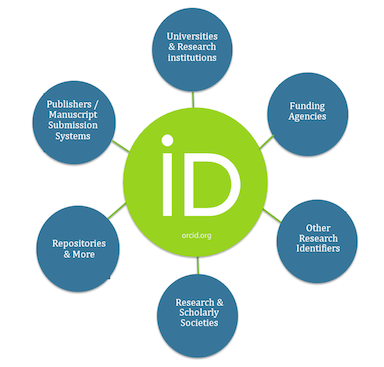 Universities
& Research
institutions
Publishers /
Manuscript
Submission
Systems
Funding
Agencies
iD
orcid.org
Repositories
& More
Other
Research
Identifiers
Research &
Scholarly
Societies